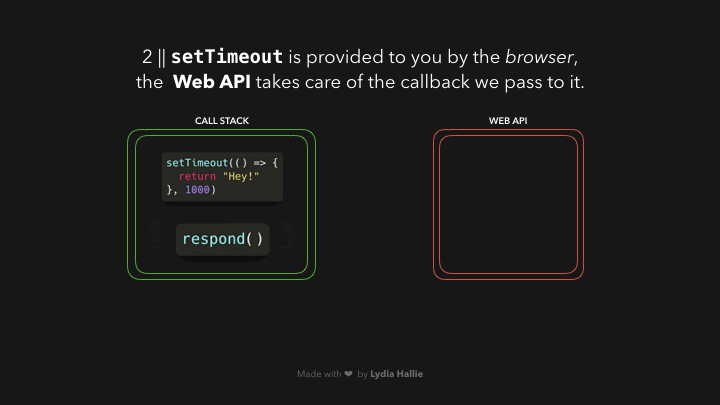 2 || setTimeout is provided to you by the browser,
the Web API takes care of the callback we pass to it.
CALL STACK
WEB API
setTimeout(() => {
return "Hey!"
}, 1000)
respond()
Made with ❤ by Lydia Hallie